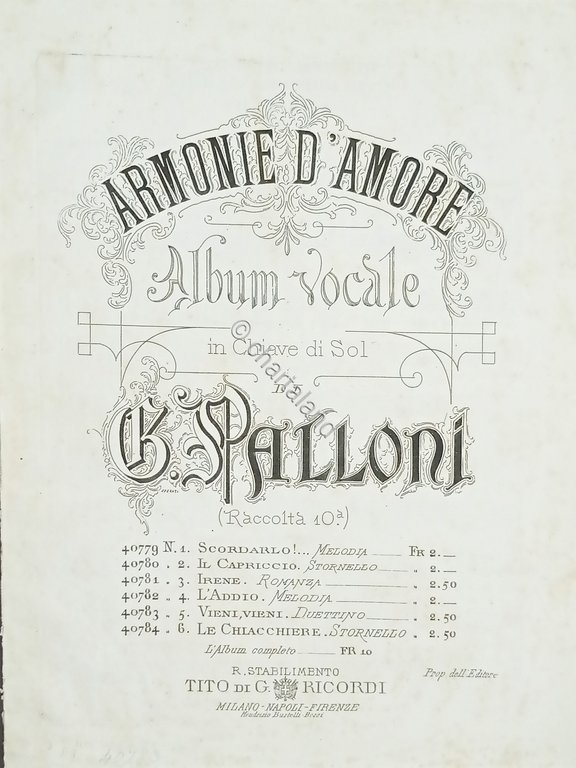 ARMONIE D'AMORE
Album Vocale
in Chiave di Sol
DI
G. PALLONI
(RACCOLTA 10ª)
40779 N. 1. SCORDARLO!... MELODIA FR 2.—
40780 „ 2. IL CAPRICCIO. STORNELLO „ 2.—
40781 „ 3. IRENE. ROMANZA „ 2.50
40782 „ 4. L'ADDIO. MELODIA „ 2.—
40783 „ 5. VIENI, VIENI. DUETTINO „ 2.50
40784 „ 6. LE CHIACCHIERE. STORNELLO „ 2.50
L'Album completo FR 10
R. STABILIMENTO
TITO DI G. RICORDI
Prop. dell'Editore
MILANO-NAPOLI-FIRENZE
© chartaland